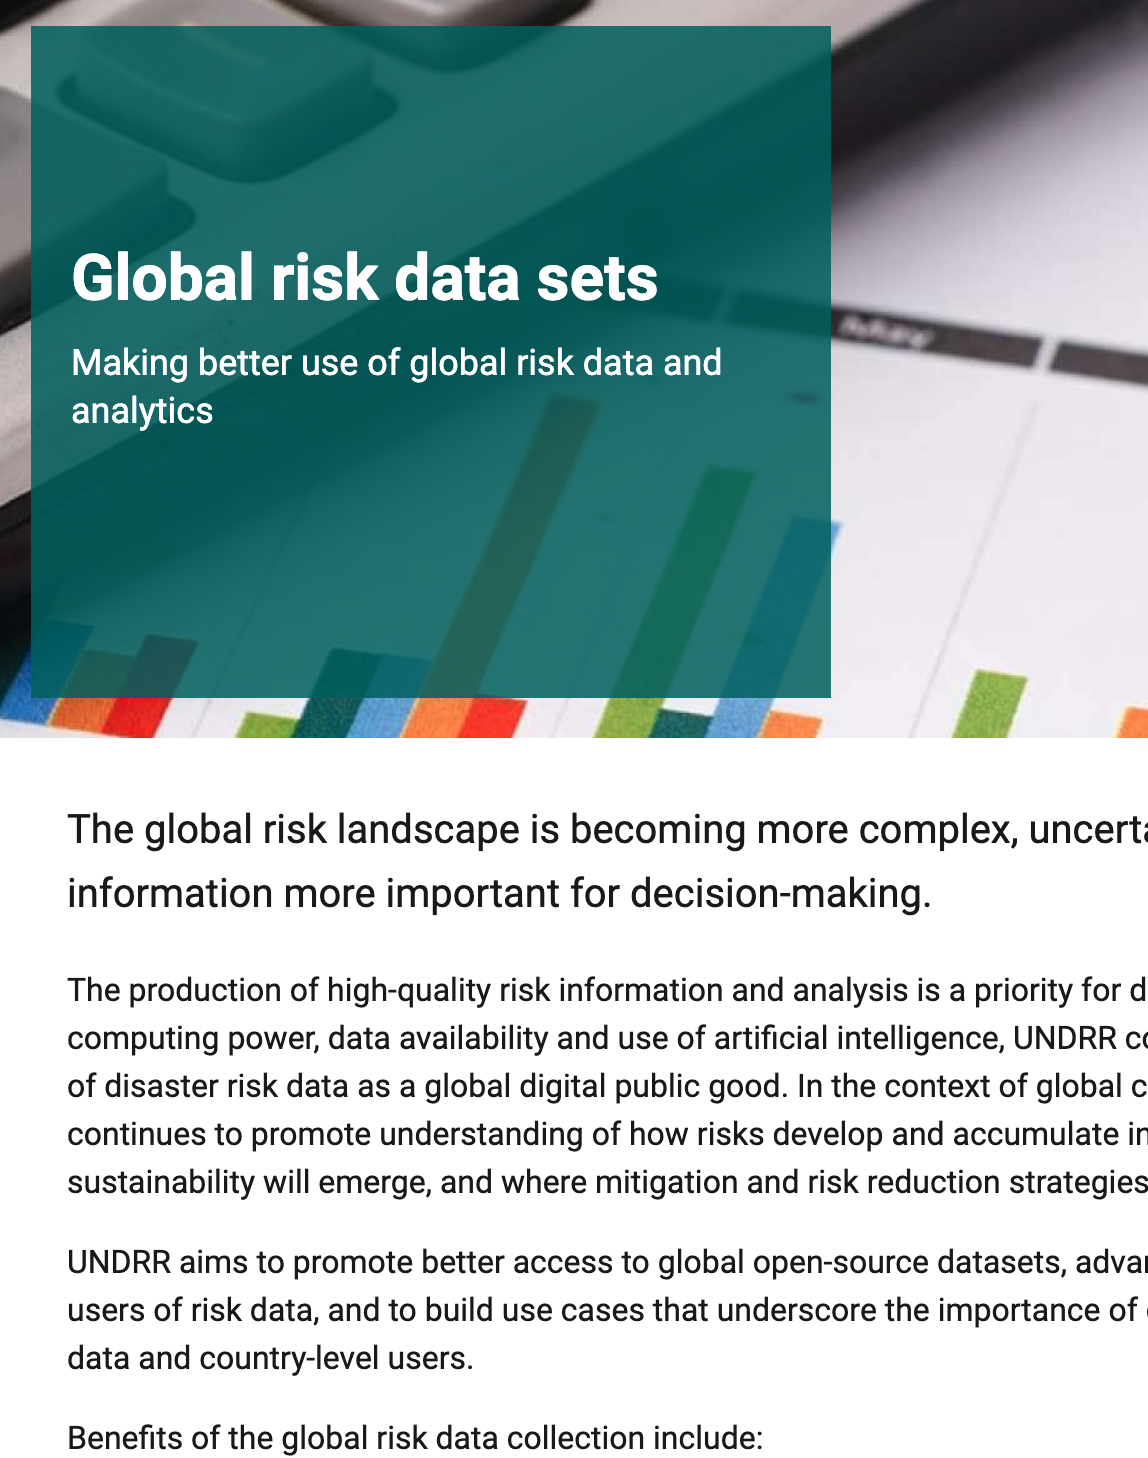 Global risk data sets
Making better use of global risk data and
analytics
May
The global risk landscape is becoming more complex,
information more important for decision-making.
The production of high-quality risk information and analysis is a priority for
computing power, data availability and use of artificial intelligence, UNDRR
of disaster risk data as a global digital public good. In the context of global
continues to promote understanding of how risks develop and accumulate
sustainability will emerge, and where mitigation and risk reduction strategies
UNDRR aims to promote better access to global open-source datasets,
users of risk data, and to build use cases that underscore the importance of
data and country-level users.
Benefits of the global risk data collection include: